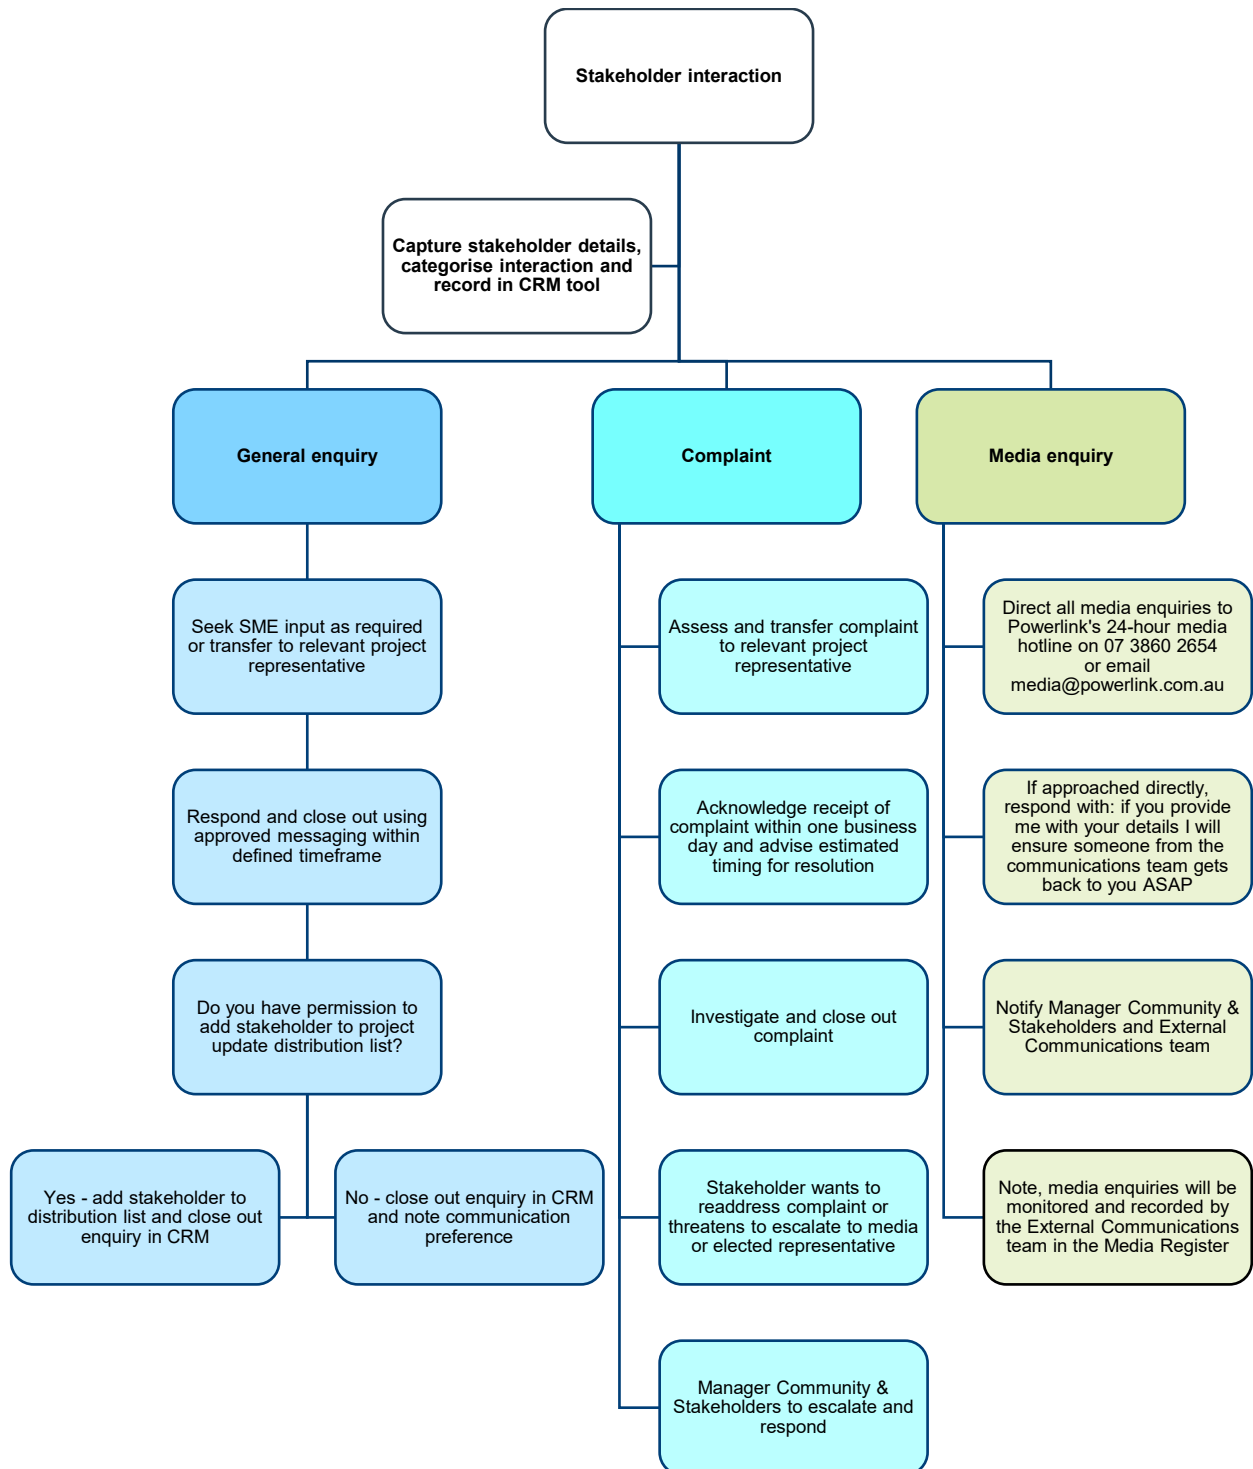 Stakeholder interaction
Capture stakeholder details,
categorise interaction and
record in CRM tool
General enquiry
Seek SME input as required
or transfer to relevant project
representative
Respond and close out using
approved messaging within
defined timeframe
Do you have permission to
add stakeholder to project
update distribution list?
Yes - add stakeholder to
distribution list and close out
enquiry in CRM
No - close out enquiry in CRM
and note communication
preference
Complaint
Assess and transfer complaint
to relevant project
representative
Acknowledge receipt of
complaint within one business
day and advise estimated
timing for resolution
Investigate and close out
complaint
Stakeholder wants to
readdress complaint or
threatens to escalate to media
or elected representative
Manager Community &
Stakeholders to escalate and
respond
Media enquiry
Direct all media enquiries to
Powerlink's 24-hour media
hotline on 07 3860 2654
or email
media@powerlink.com.au
If approached directly,
respond with: if you provide
me with your details I will
ensure someone from the
communications team gets
back to you ASAP
Notify Manager Community &
Stakeholders and External
Communications team
Note, media enquiries will be
monitored and recorded by
the External Communications
team in the Media Register